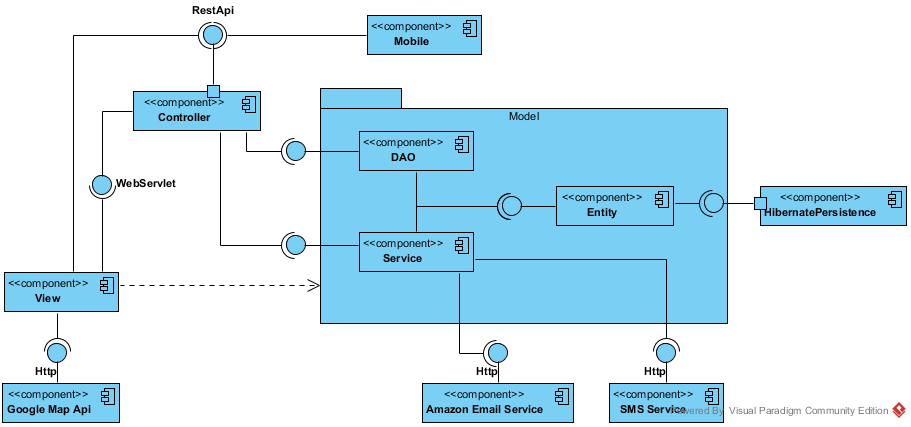 RestApi
<<component>>
Mobile
<<component>>
Controller
Model
<<component>>
DAO
WebServlet
<<component>>
Entity
<<component>>
HibernatePersistence
<<component>>
Service
<<component>>
View
Http
Http
Http
<<component>>
Google Map Api
<<component>>
Amazon Email Service
<<component>>
SMS Service
Powered By Visual Paradigm Community Edition